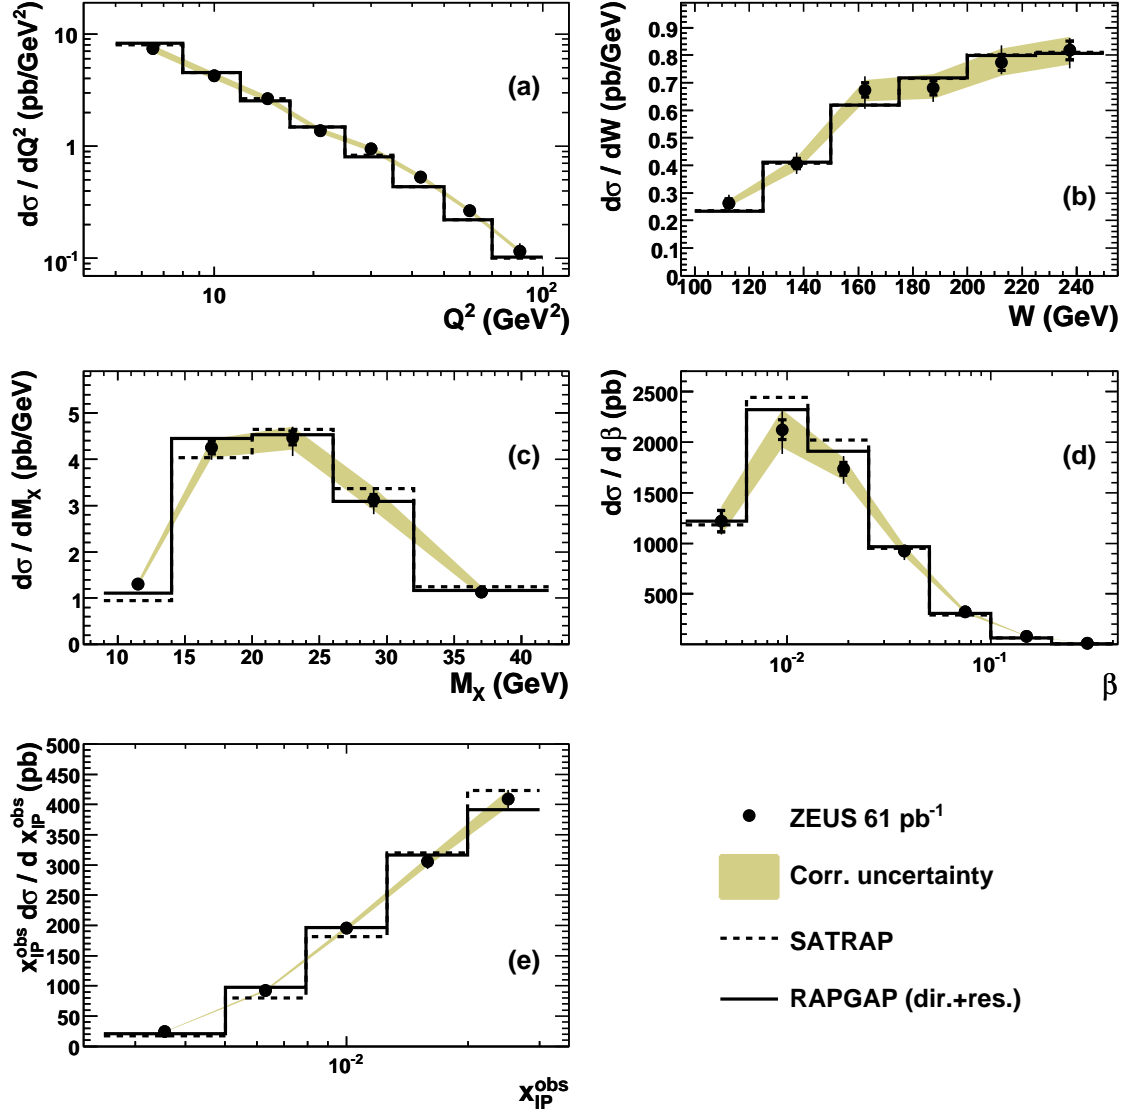 dσ / dQ² (pb/GeV²)
10
1
10⁻¹
(a)
10
10²
Q² (GeV²)
dσ / dW (pb/GeV)
0.9
0.8
0.7
0.6
0.5
0.4
0.3
0.2
0.1
0
(b)
100 120 140 160 180 200 220 240
W (GeV)
dσ / dM_X (pb/GeV)
5
4
3
2
1
0
(c)
10 15 20 25 30 35 40
M_X (GeV)
dσ / d β (pb)
2500
2000
1500
1000
500
(d)
10⁻² 10⁻¹
β
x_IP^obs dσ / d x_IP^obs (pb)
500
450
400
350
300
250
200
150
100
50
0
(e)
10⁻²
x_IP^obs
ZEUS 61 pb⁻¹
Corr. uncertainty
SATRAP
RAPGAP (dir.+res.)